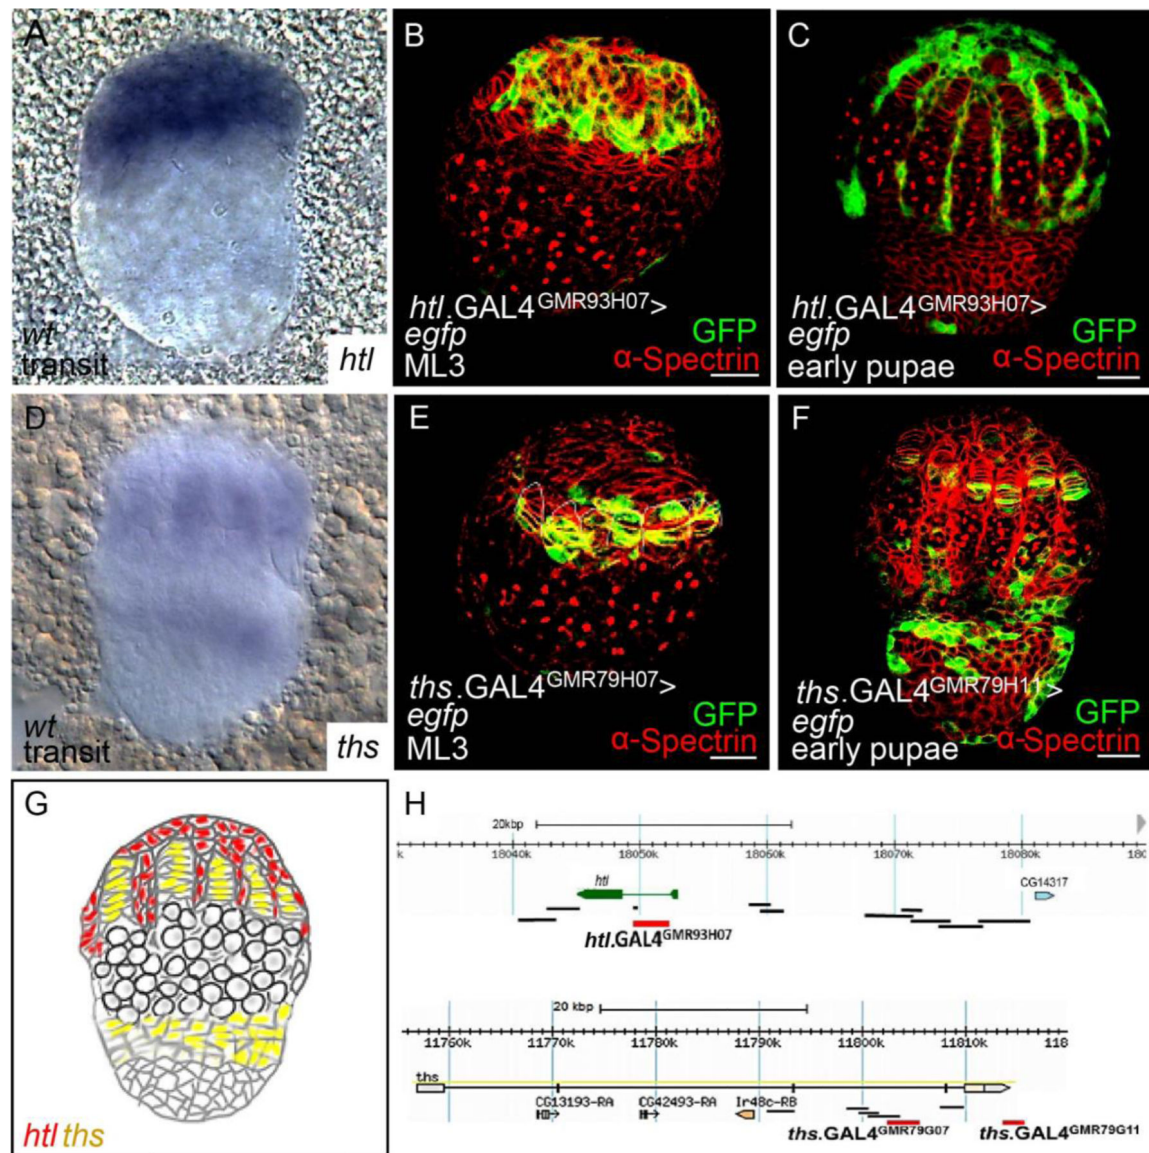 A
wt
transit
htl
B
htl.GAL4GMR93H07>
egfp
ML3
GFP
α-Spectrin
C
htl.GAL4GMR93H07>
egfp
early pupae
GFP
α-Spectrin
D
wt
transit
ths
E
ths.GAL4GMR79H07>
egfp
ML3
GFP
α-Spectrin
F
ths.GAL4GMR79H11>
egfp
early pupae
GFP
α-Spectrin
G
htl ths
H
20kbp
k 18040k 18050k 18060k 18070k 18080k 180
htl
CG14317
htl.GAL4GMR93H07
20 kbp
11760k 11770k 11780k 11790k 11800k 11810k 118
ths
CG13193-RA CG42493-RA Ir48c-RB
ths.GAL4GMR79G07 ths.GAL4GMR79G11